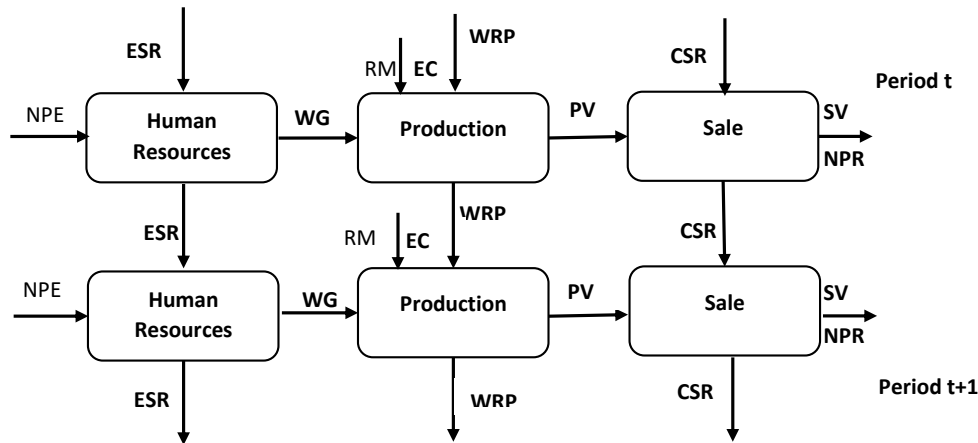 ESR
WRP
CSR
RM EC
Period t
NPE
Human
Resources
WG
Production
PV
Sale
SV
NPR
ESR
WRP
CSR
RM EC
NPE
Human
Resources
WG
Production
PV
Sale
SV
NPR
ESR
WRP
CSR
Period t+1